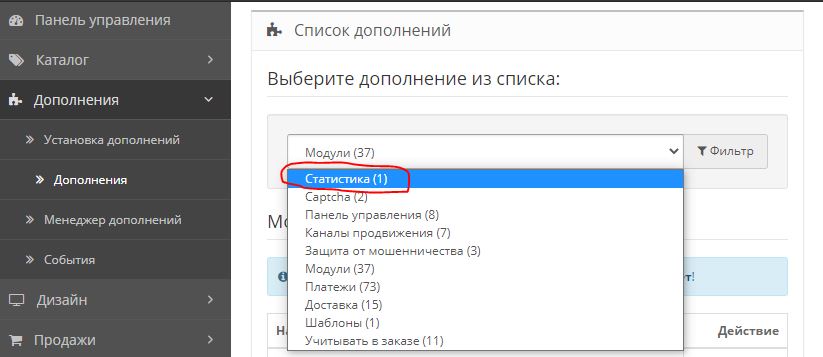 Панель управления
Каталог
Дополнения
Установка дополнений
Дополнения
Менеджер дополнений
События
Дизайн
Продажи
Список дополнений
Выберите дополнение из списка:
Модули (37)
Фильтр
Статистика (1)
Captcha (2)
Панель управления (8)
Каналы продвижения (7)
Защита от мошенничества (3)
Модули (37)
Платежи (73)
Доставка (15)
Шаблоны (1)
Учитывать в заказе (11)
Действие